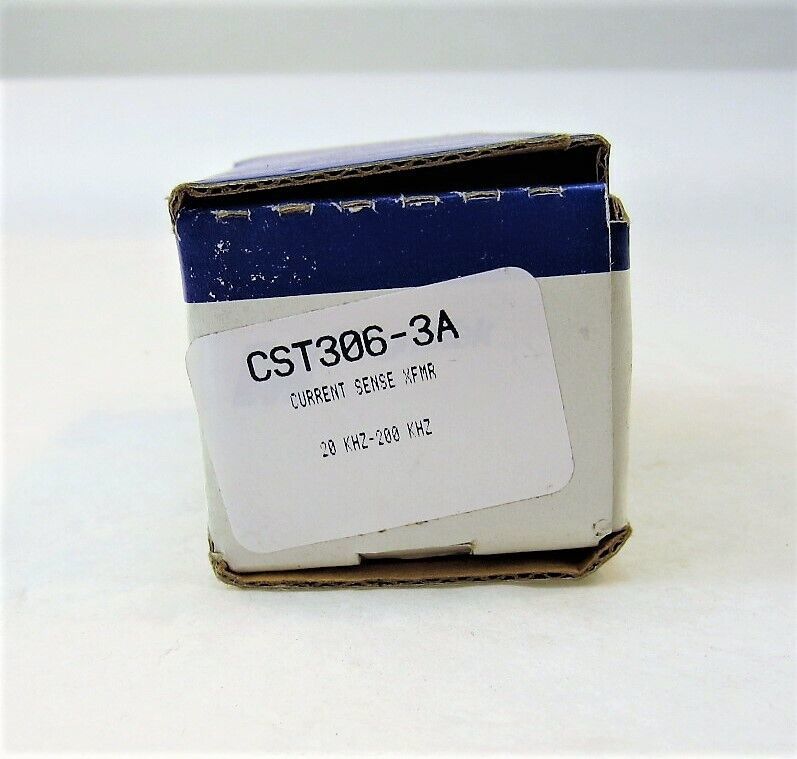 CST306-3A
CURRENT SENSE XFMR
20 KHZ-200 KHZ